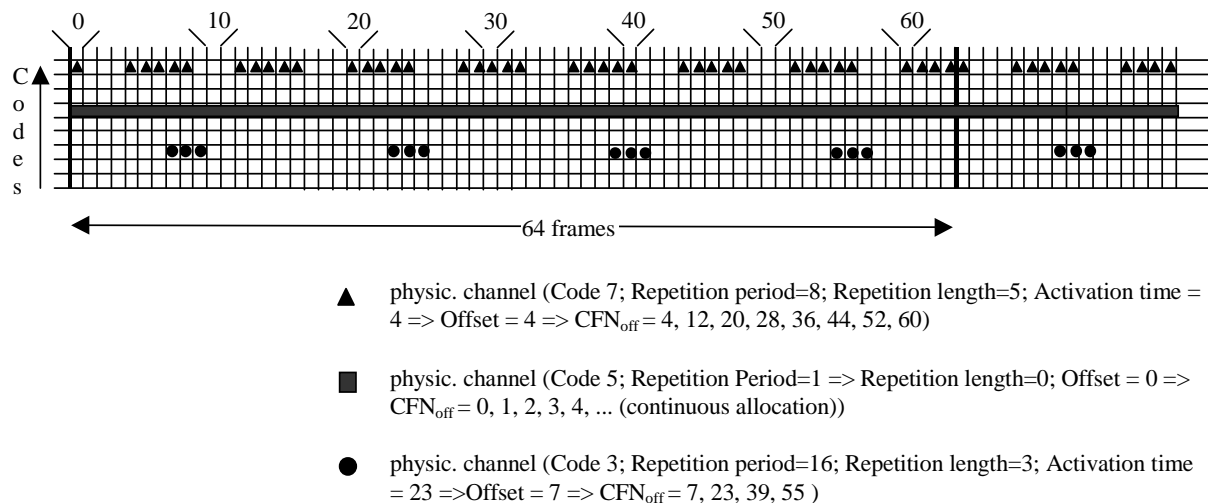 0 10 20 30 40 50 60
C
o
d
e
s
64 frames
physic. channel (Code 7; Repetition period=8; Repetition length=5; Activation time =
4 => Offset = 4 => CFNoff = 4, 12, 20, 28, 36, 44, 52, 60)
physic. channel (Code 5; Repetition Period=1 => Repetition length=0; Offset = 0 =>
CFNoff = 0, 1, 2, 3, 4, ... (continuous allocation))
physic. channel (Code 3; Repetition period=16; Repetition length=3; Activation time
= 23 =>Offset = 7 => CFNoff = 7, 23, 39, 55 )